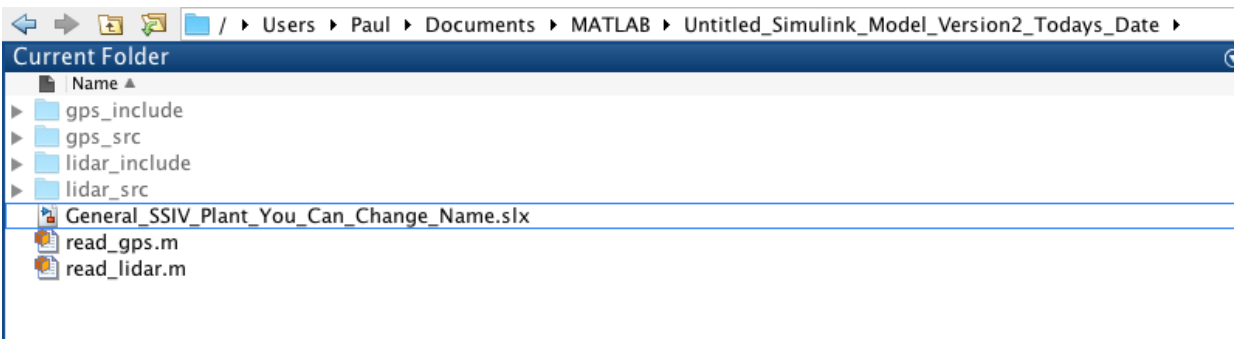 / ▸ Users ▸ Paul ▸ Documents ▸ MATLAB ▸ Untitled_Simulink_Model_Version2_Todays_Date ▸
Current Folder
Name ▲
gps_include
gps_src
lidar_include
lidar_src
General_SSIV_Plant_You_Can_Change_Name.slx
read_gps.m
read_lidar.m